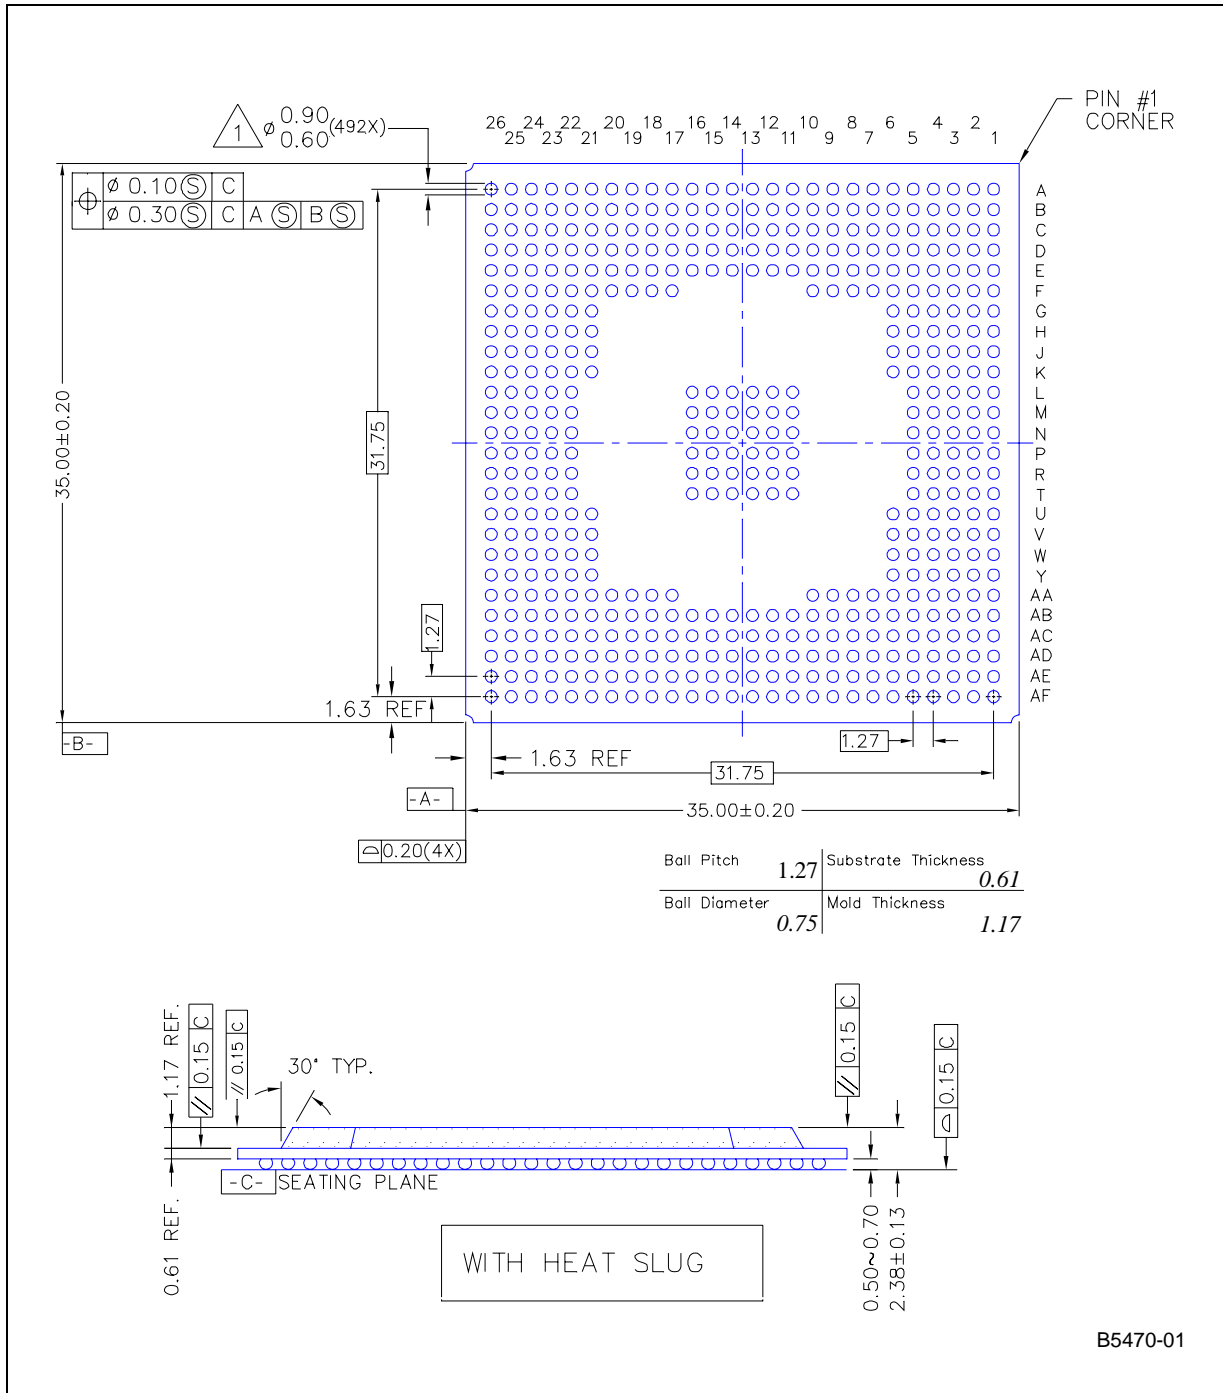 PIN #1
CORNER
1
ø 0.90
0.60 (492X)
26 24 22 20 18 16 14 12 10 8 6 4 2
25 23 21 19 17 15 13 11 9 7 5 3 1
ø 0.10 Ⓢ C
ø 0.30 Ⓢ C A Ⓢ B Ⓢ
A
B
C
D
E
F
G
H
J
K
L
M
N
P
R
T
U
V
W
Y
AA
AB
AC
AD
AE
AF
35.00±0.20
31.75
1.27
1.63 REF
-B-
1.63 REF
1.27
31.75
-A-
35.00±0.20
⌓ 0.20(4X)
Ball Pitch 1.27 Substrate Thickness 0.61
Ball Diameter 0.75 Mold Thickness 1.17
1.17 REF.
// 0.15 C
// 0.15 C
30° TYP.
// 0.15 C
⌓ 0.15 C
-C- SEATING PLANE
0.61 REF.
0.50~0.70
2.38±0.13
WITH HEAT SLUG
B5470-01